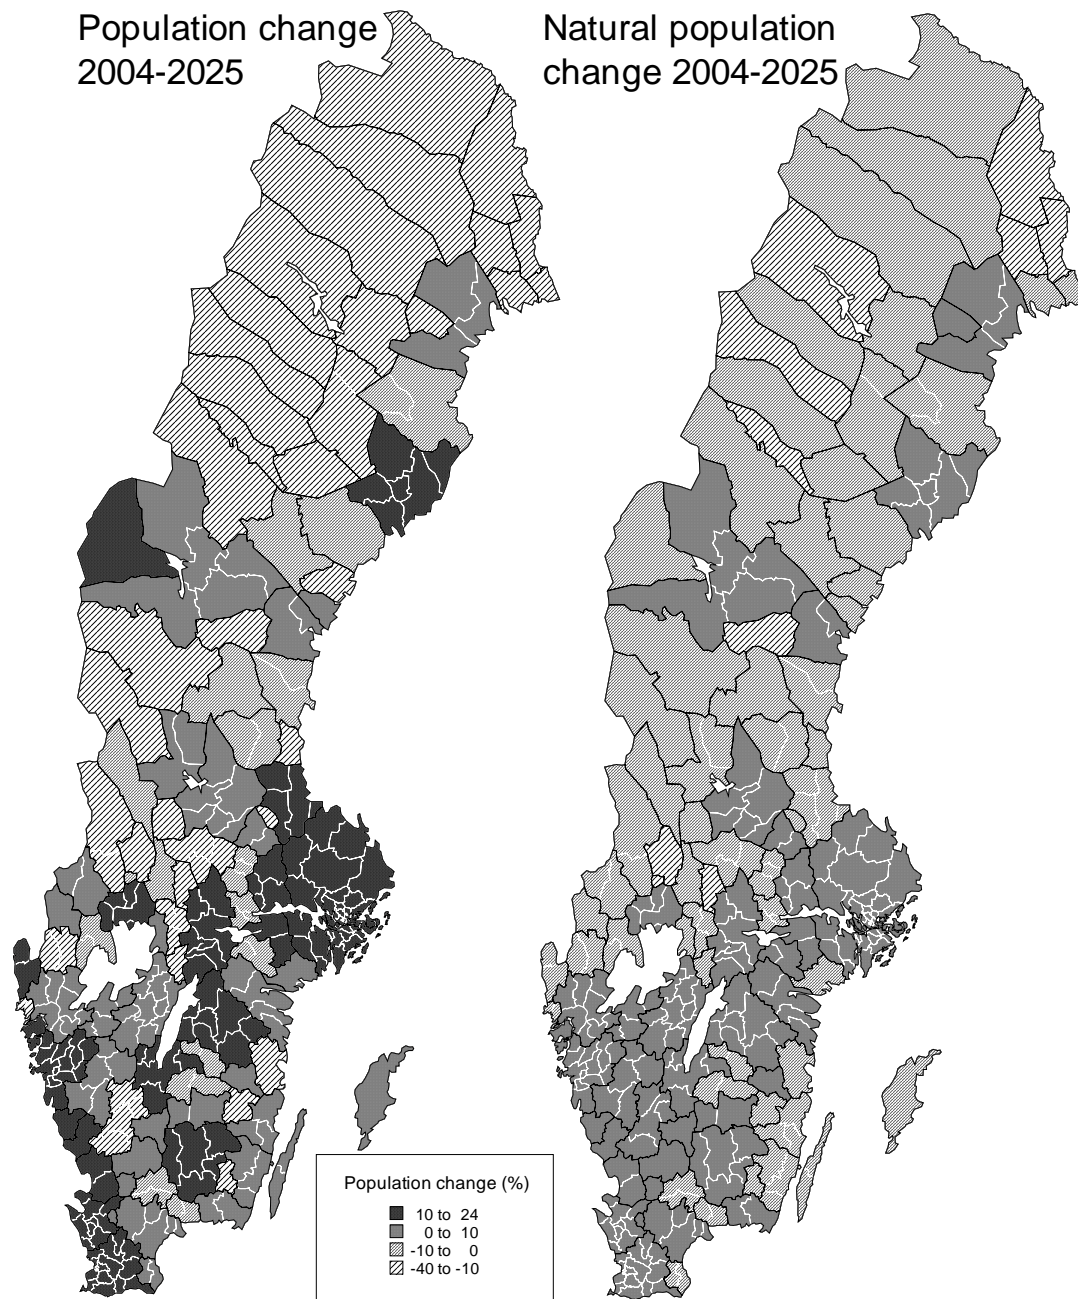 Population change
2004-2025
Natural population
change 2004-2025
Population change (%)
10 to 24
0 to 10
-10 to 0
-40 to -10